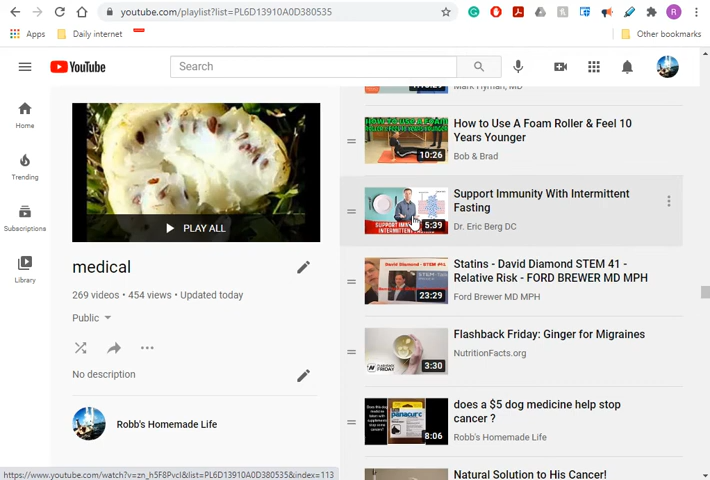 youtube.com/playlist?list=PL6D13910A0D380535
R
Apps
Daily internet
Other bookmarks
YouTube
Search
Home
Trending
Subscriptions
Library
PLAY ALL
medical
269 videos • 454 views • Updated today
Public
No description
Robb's Homemade Life
Mark Hyman, MD
10:26
How to Use A Foam Roller & Feel 10
Years Younger
Bob & Brad
5:39
Support Immunity With Intermittent
Fasting
Dr. Eric Berg DC
David Diamond - STEM #41
23:29
Statins - David Diamond STEM 41 -
Relative Risk - FORD BREWER MD MPH
Ford Brewer MD MPH
3:30
Flashback Friday: Ginger for Migraines
NutritionFacts.org
panacur C
8:06
does a $5 dog medicine help stop
cancer ?
Robb's Homemade Life
Natural Solution to His Cancer!
https://www.youtube.com/watch?v=zn_h5F8PvcI&list=PL6D13910A0D380535&index=113